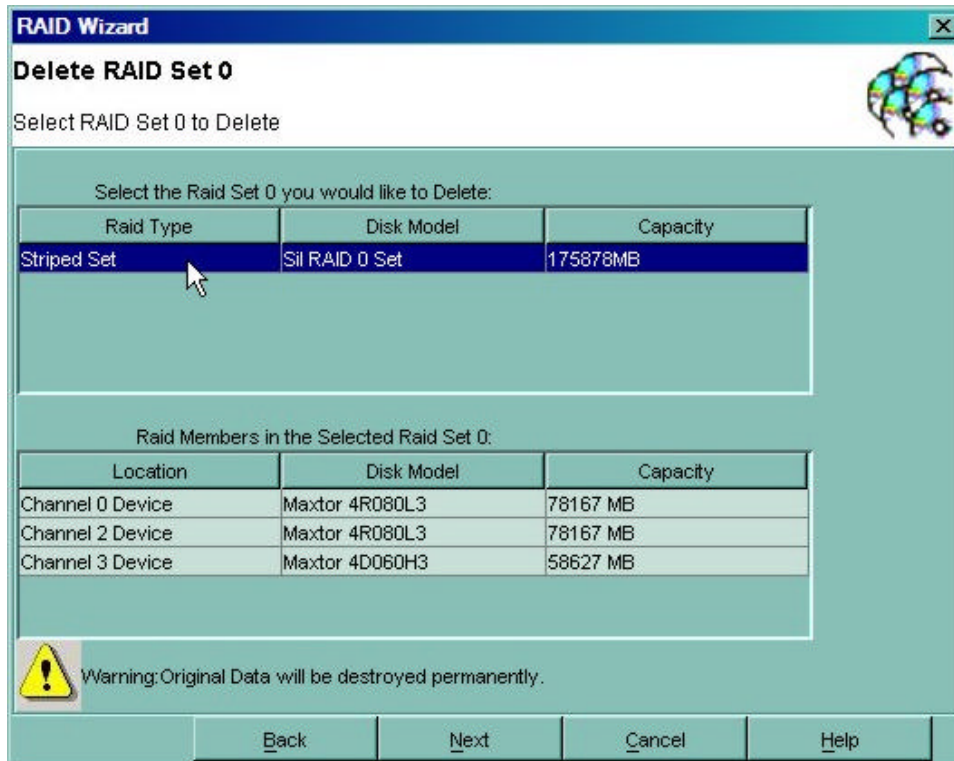 RAID Wizard
Delete RAID Set 0
Select RAID Set 0 to Delete
Select the Raid Set 0 you would like to Delete:
Raid Type Disk Model Capacity
Striped Set Sil RAID 0 Set 175878MB
Raid Members in the Selected Raid Set 0:
Location Disk Model Capacity
Channel 0 Device Maxtor 4R080L3 78167 MB
Channel 2 Device Maxtor 4R080L3 78167 MB
Channel 3 Device Maxtor 4D060H3 58627 MB
Warning:Original Data will be destroyed permanently.
Back Next Cancel Help